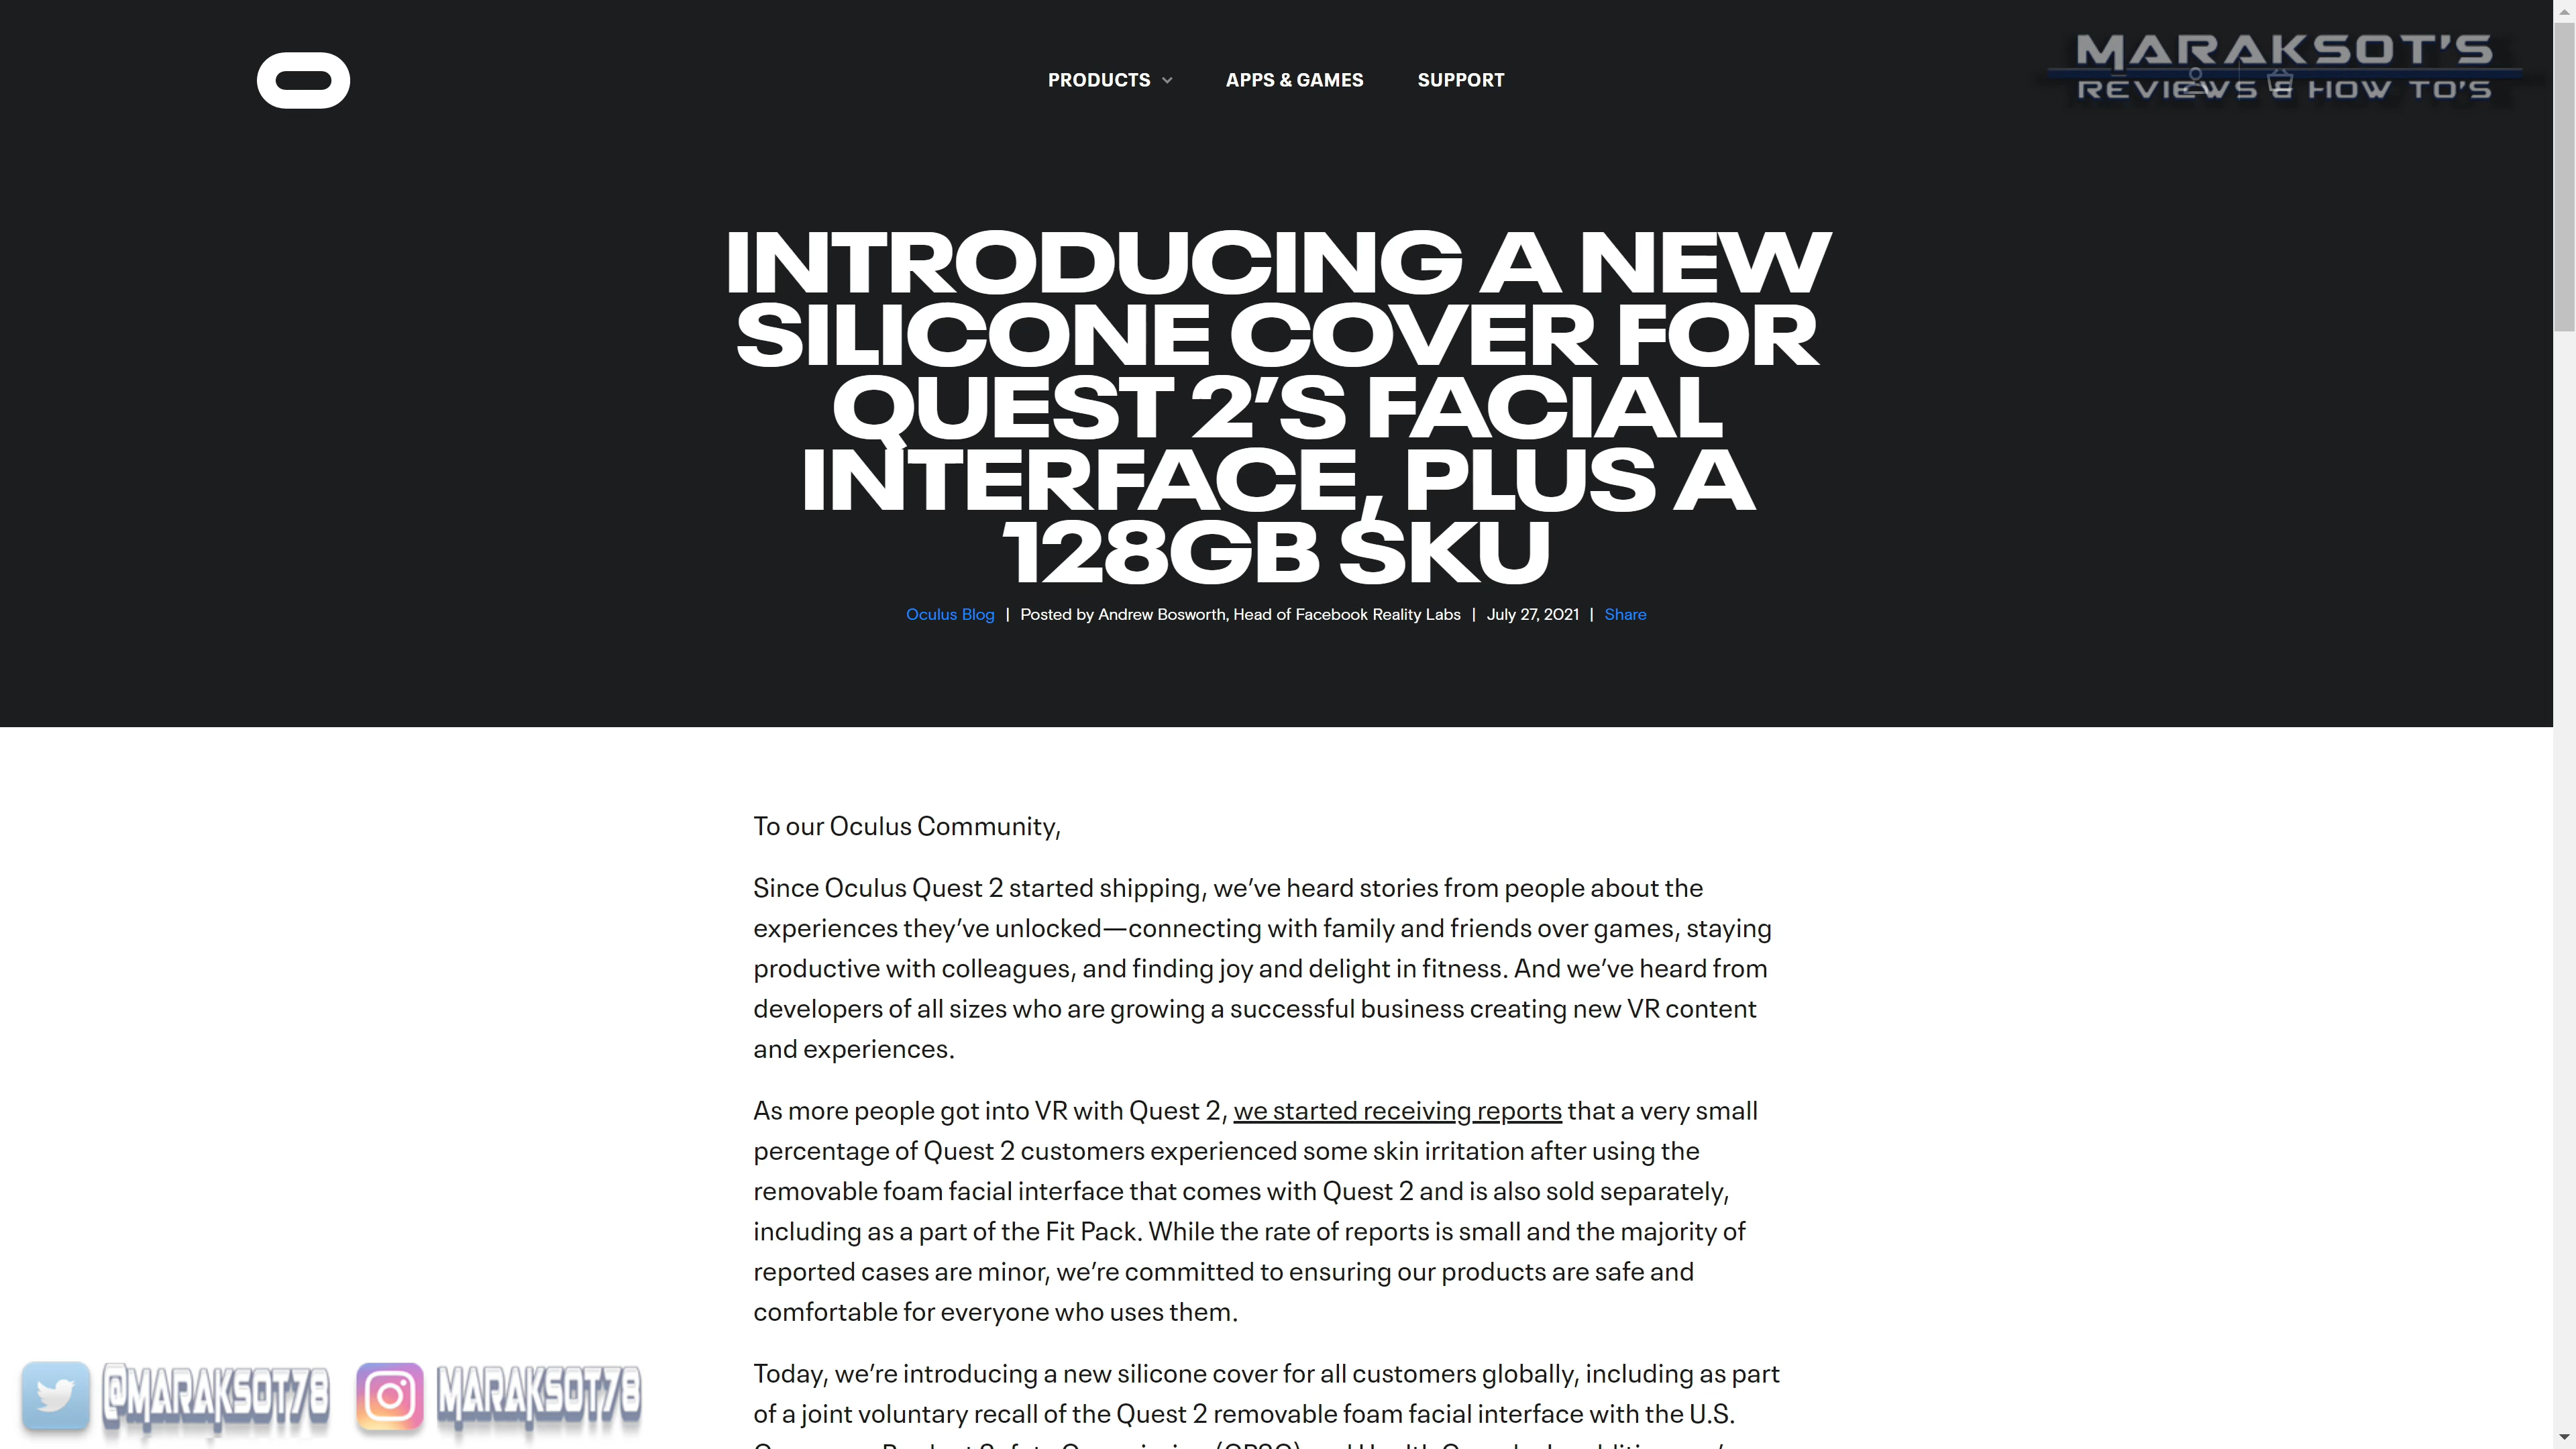 PRODUCTS APPS & GAMES SUPPORT
MARAKSOT'S
REVIEWS & HOW TO'S
INTRODUCING A NEW
SILICONE COVER FOR
QUEST 2’S FACIAL
INTERFACE, PLUS A
128GB SKU
Oculus Blog | Posted by Andrew Bosworth, Head of Facebook Reality Labs | July 27, 2021 | Share
To our Oculus Community,
Since Oculus Quest 2 started shipping, we’ve heard stories from people about the
experiences they’ve unlocked—connecting with family and friends over games, staying
productive with colleagues, and finding joy and delight in fitness. And we’ve heard from
developers of all sizes who are growing a successful business creating new VR content
and experiences.
As more people got into VR with Quest 2, we started receiving reports that a very small
percentage of Quest 2 customers experienced some skin irritation after using the
removable foam facial interface that comes with Quest 2 and is also sold separately,
including as a part of the Fit Pack. While the rate of reports is small and the majority of
reported cases are minor, we’re committed to ensuring our products are safe and
comfortable for everyone who uses them.
Today, we’re introducing a new silicone cover for all customers globally, including as part
of a joint voluntary recall of the Quest 2 removable foam facial interface with the U.S.
@MARAKSOT78 MARAKSOT78